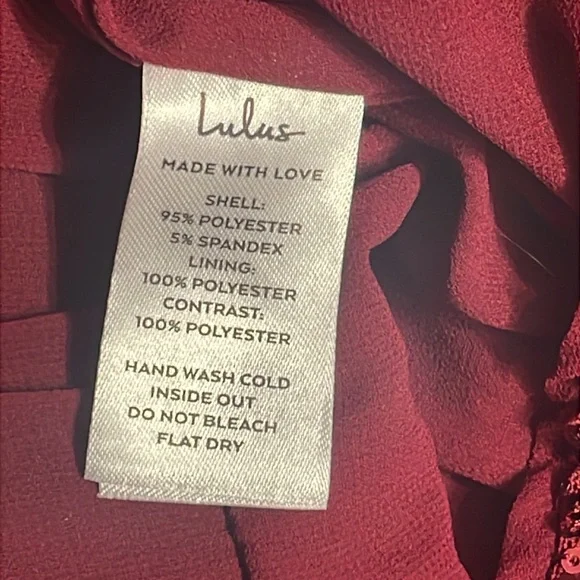 Lulus
MADE WITH LOVE
SHELL:
95% POLYESTER
5% SPANDEX
LINING:
100% POLYESTER
CONTRAST:
100% POLYESTER
HAND WASH COLD
INSIDE OUT
DO NOT BLEACH
FLAT DRY